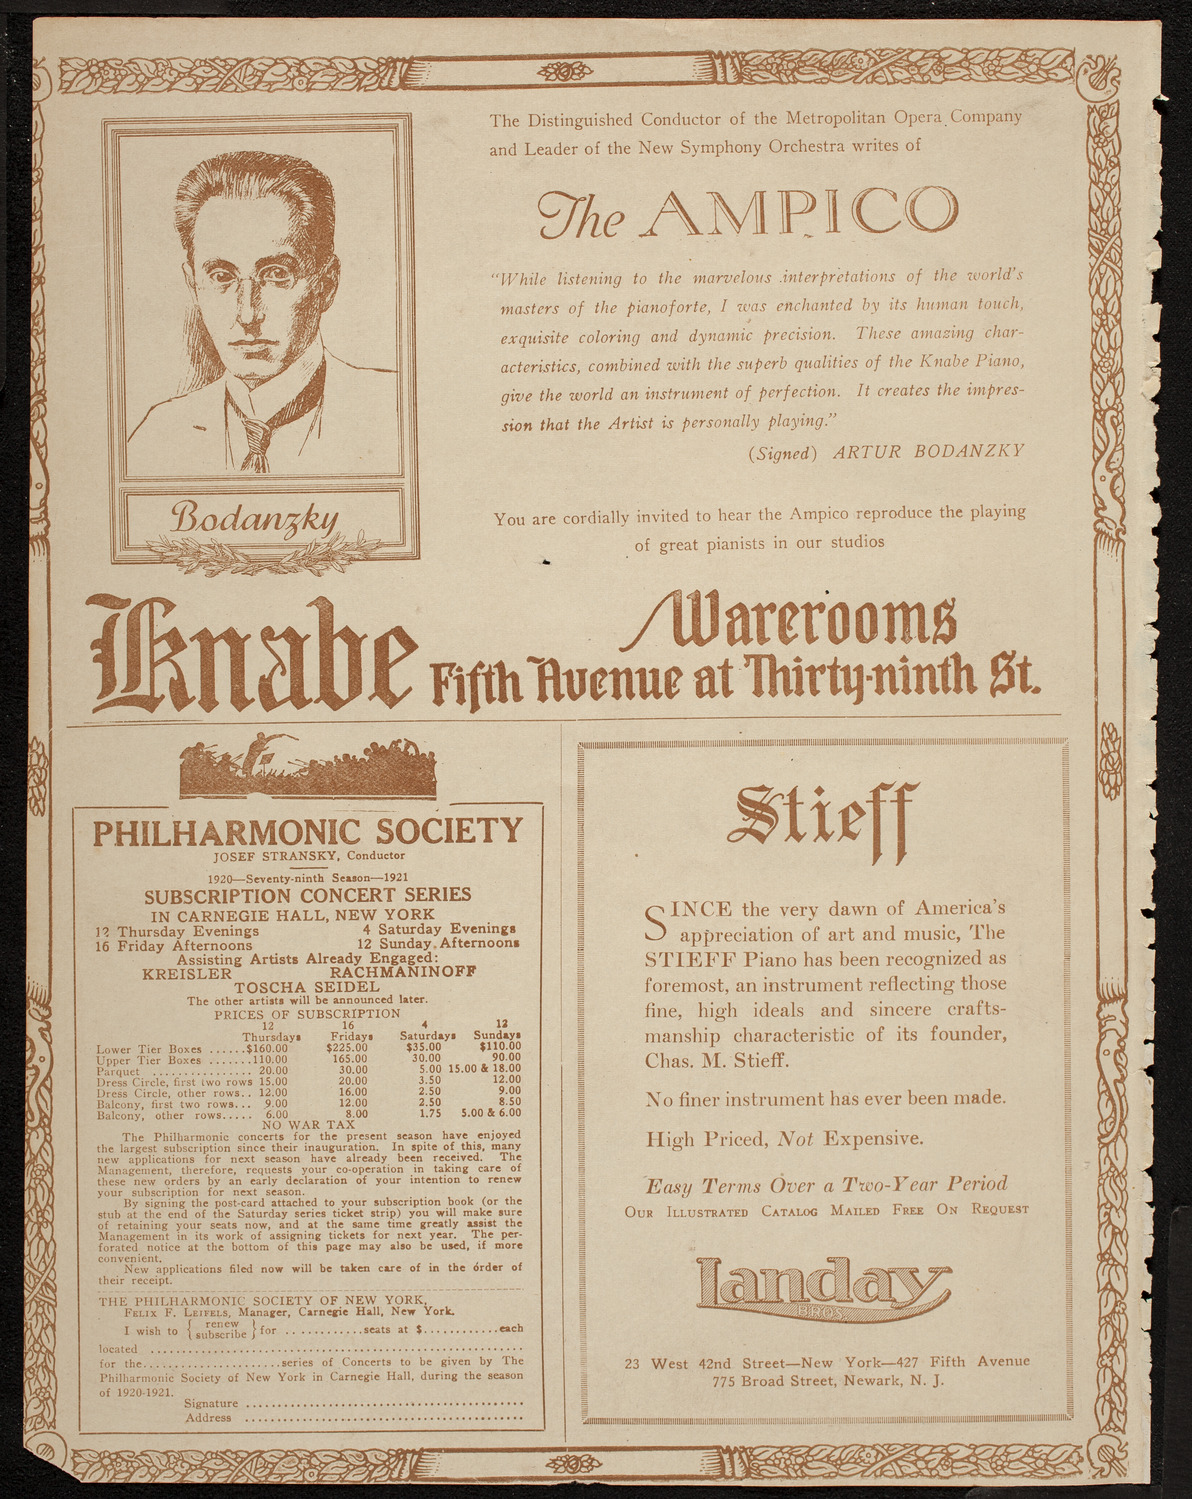 The Distinguished Conductor of the Metropolitan Opera Company
and Leader of the New Symphony Orchestra writes of
The AMPICO
"While listening to the marvelous interpretations of the world's
masters of the pianoforte, I was enchanted by its human touch,
exquisite coloring and dynamic precision. These amazing char-
acteristics, combined with the superb qualities of the Knabe Piano,
give the world an instrument of perfection. It creates the impres-
sion that the Artist is personally playing."
(Signed) ARTUR BODANZKY
Bodanzky
You are cordially invited to hear the Ampico reproduce the playing
of great pianists in our studios
Knabe Warerooms
Fifth Avenue at Thirty-ninth St.
PHILHARMONIC SOCIETY
JOSEF STRANSKY, Conductor
1920—Seventy-ninth Season—1921
SUBSCRIPTION CONCERT SERIES
IN CARNEGIE HALL, NEW YORK
12 Thursday Evenings 4 Saturday Evenings
16 Friday Afternoons 12 Sunday Afternoons
Assisting Artists Already Engaged:
KREISLER RACHMANINOFF
TOSCHA SEIDEL
The other artists will be announced later.
PRICES OF SUBSCRIPTION
12 16 4 12
Thursdays Fridays Saturdays Sundays
Lower Tier Boxes ......$160.00 $225.00 $35.00 $110.00
Upper Tier Boxes .......110.00 165.00 30.00 90.00
Parquet ............... 20.00 30.00 5.00 15.00 & 18.00
Dress Circle, first two rows 15.00 20.00 3.50 12.00
Dress Circle, other rows.. 12.00 16.00 2.50 9.00
Balcony, first two rows... 9.00 12.00 2.50 8.50
Balcony, other rows..... 6.00 8.00 1.75 5.00 & 6.00
NO WAR TAX
The Philharmonic concerts for the present season have enjoyed
the largest subscription since their inauguration. In spite of this, many
new applications for next season have already been received. The
Management, therefore, requests your co-operation in taking care of
these new orders by an early declaration of your intention to renew
your subscription for next season.
By signing the post-card attached to your subscription book (or the
stub at the end of the Saturday series ticket strip) you will make sure
of retaining your seats now, and at the same time greatly assist the
Management in its work of assigning tickets for next year. The per-
forated notice at the bottom of this page may also be used, if more
convenient.
New applications filed now will be taken care of in the order of
their receipt.
THE PHILHARMONIC SOCIETY OF NEW YORK,
FELIX F. LEIFELS, Manager, Carnegie Hall, New York.
I wish to { renew
subscribe } for .. ............seats at $............each
located ..................................................
for the......................series of Concerts to be given by The
Philharmonic Society of New York in Carnegie Hall, during the season
of 1920-1921.
Signature ........................................
Address ........................................
Stieff
SINCE the very dawn of America's
appreciation of art and music, The
STIEFF Piano has been recognized as
foremost, an instrument reflecting those
fine, high ideals and sincere crafts-
manship characteristic of its founder,
Chas. M. Stieff.
No finer instrument has ever been made.
High Priced, Not Expensive.
Easy Terms Over a Two-Year Period
OUR ILLUSTRATED CATALOG MAILED FREE ON REQUEST
Landay
BROS.
23 West 42nd Street—New York—427 Fifth Avenue
775 Broad Street, Newark, N. J.